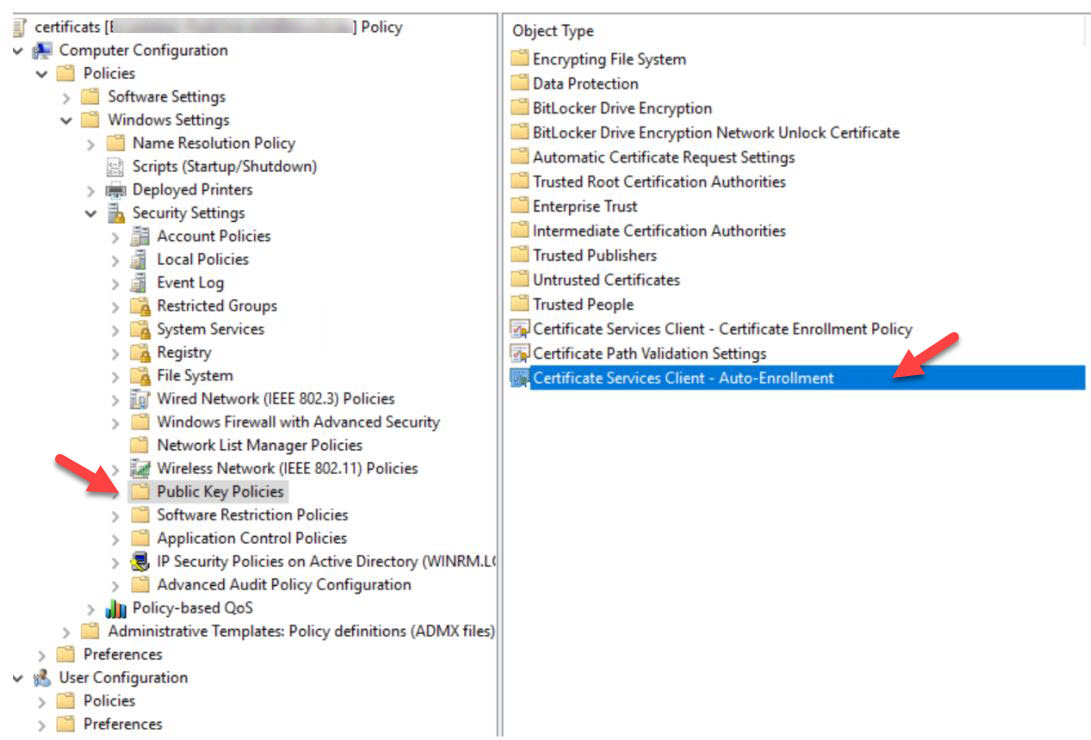 certificats [ ] Policy
Computer Configuration
Policies
Software Settings
Windows Settings
Name Resolution Policy
Scripts (Startup/Shutdown)
Deployed Printers
Security Settings
Account Policies
Local Policies
Event Log
Restricted Groups
System Services
Registry
File System
Wired Network (IEEE 802.3) Policies
Windows Firewall with Advanced Security
Network List Manager Policies
Wireless Network (IEEE 802.11) Policies
Public Key Policies
Software Restriction Policies
Application Control Policies
IP Security Policies on Active Directory (WINRM.L
Advanced Audit Policy Configuration
Policy-based QoS
Administrative Templates: Policy definitions (ADMX files)
Preferences
User Configuration
Policies
Preferences
Object Type
Encrypting File System
Data Protection
BitLocker Drive Encryption
BitLocker Drive Encryption Network Unlock Certificate
Automatic Certificate Request Settings
Trusted Root Certification Authorities
Enterprise Trust
Intermediate Certification Authorities
Trusted Publishers
Untrusted Certificates
Trusted People
Certificate Services Client - Certificate Enrollment Policy
Certificate Path Validation Settings
Certificate Services Client - Auto-Enrollment